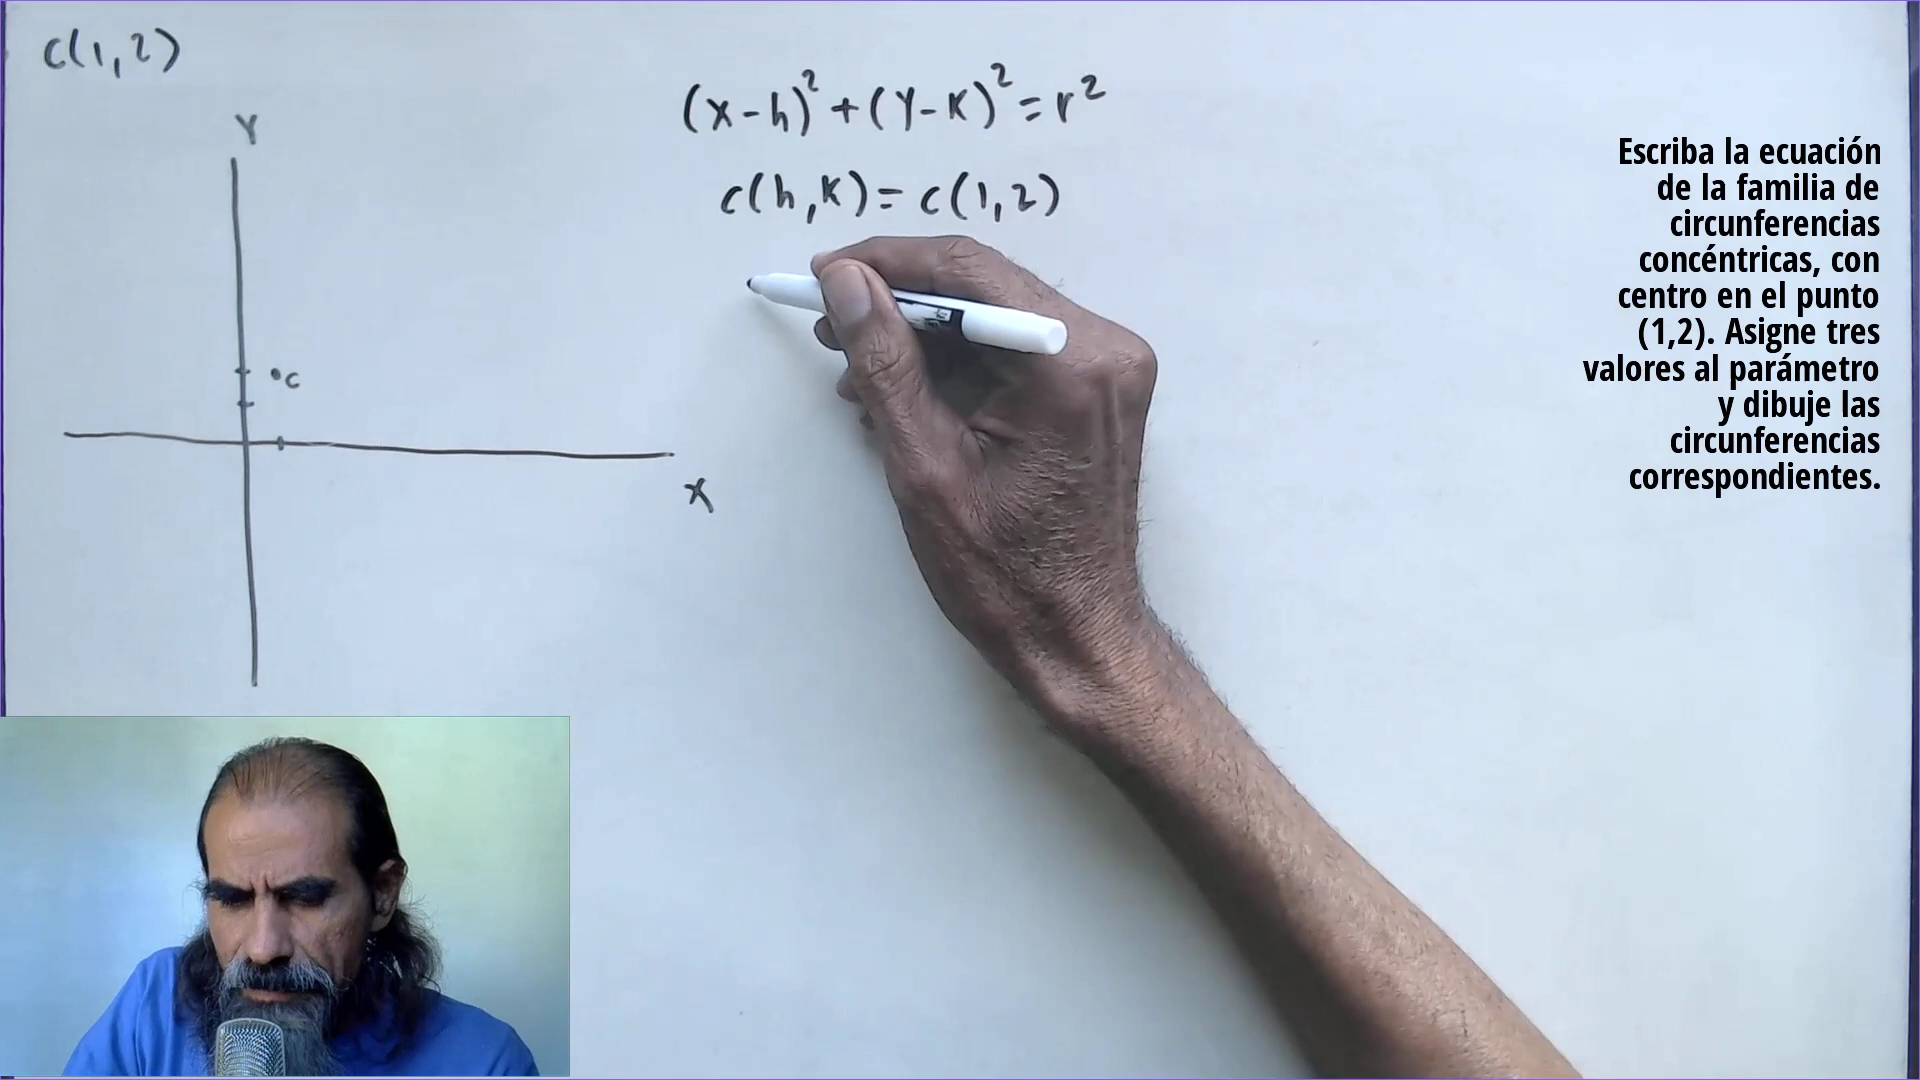 C(1,2)
Y
(x-h)²+(y-k)²=r²
C(h,k)=C(1,2)
C
X
Escriba la ecuación
de la familia de
circunferencias
concéntricas, con
centro en el punto
(1,2). Asigne tres
valores al parámetro
y dibuje las
circunferencias
correspondientes.